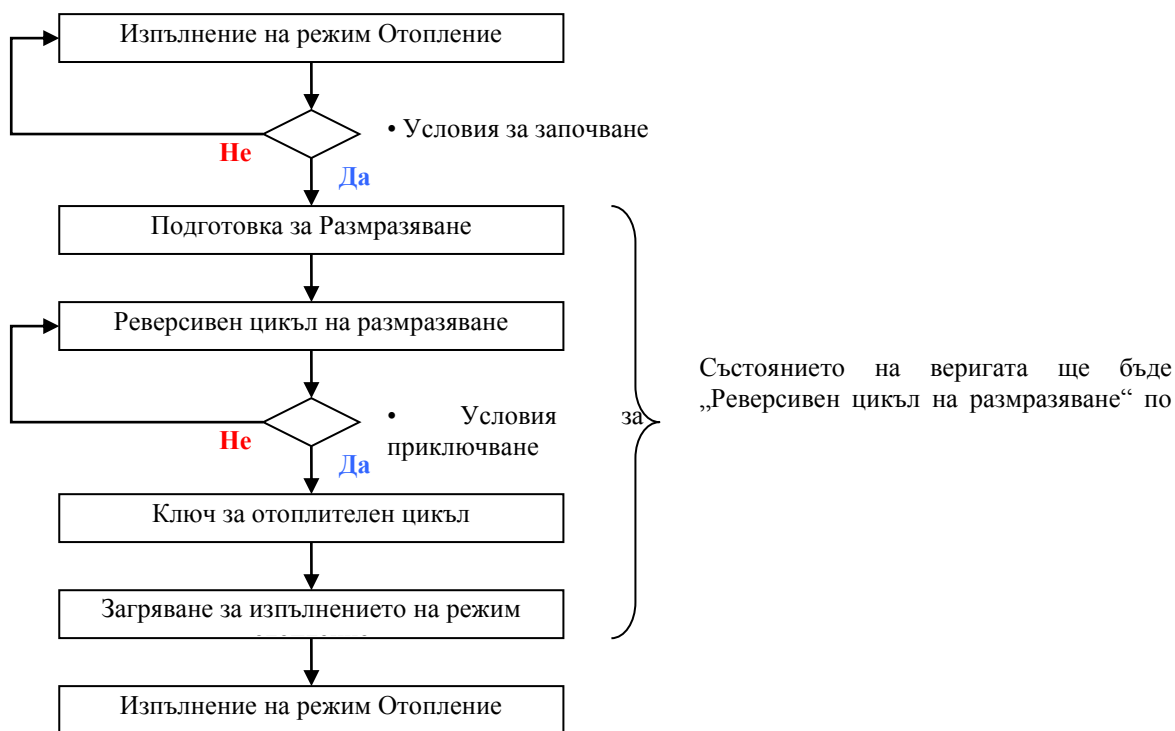 Изпълнение на режим Отопление
• Условия за започване
Не
Да
Подготовка за Размразяване
Реверсивен цикъл на размразяване
Състоянието на веригата ще бъде
„Реверсивен цикъл на размразяване“ по
• Условия за
приключване
Не
Да
Ключ за отоплителен цикъл
Загряване за изпълнението на режим
Изпълнение на режим Отопление